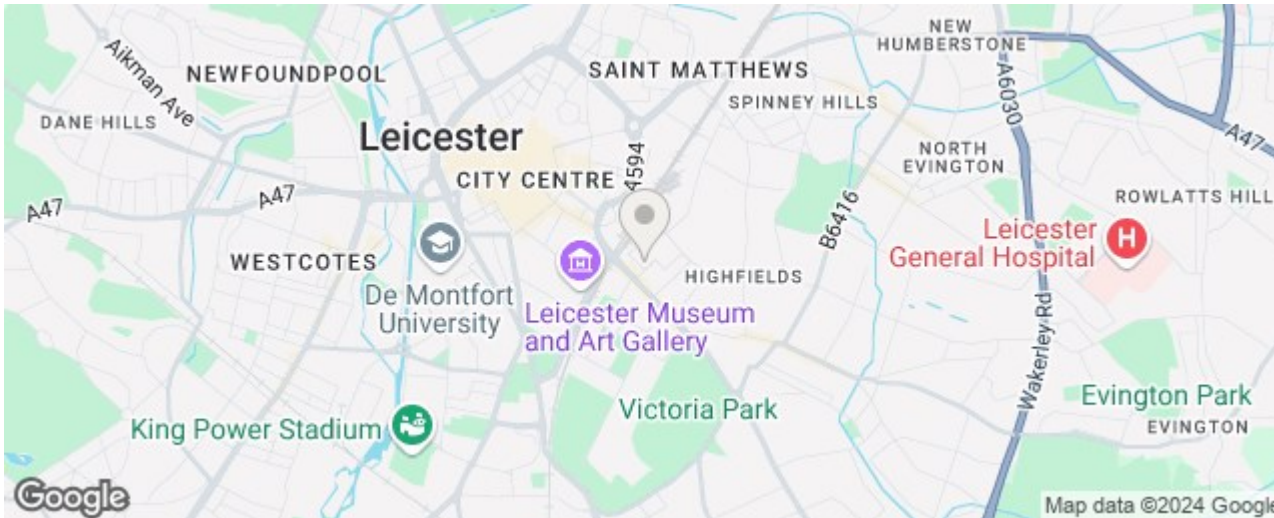 Aikman Ave
NEWFOUNDPOOL
DANE HILLS
Leicester
CITY CENTRE
SAINT MATTHEWS
NEW
HUMBERSTONE
SPINNEY HILLS
A6030
A47
NORTH
EVINGTON
ROWLATTS HILL
A594
A47
A47
WESTCOTES
De Montfort
University
Leicester Museum
and Art Gallery
HIGHFIELDS
B6416
Leicester
General Hospital
H
Wakerley Rd
Victoria Park
King Power Stadium
Evington Park
EVINGTON
Google
Map data ©2024 Google